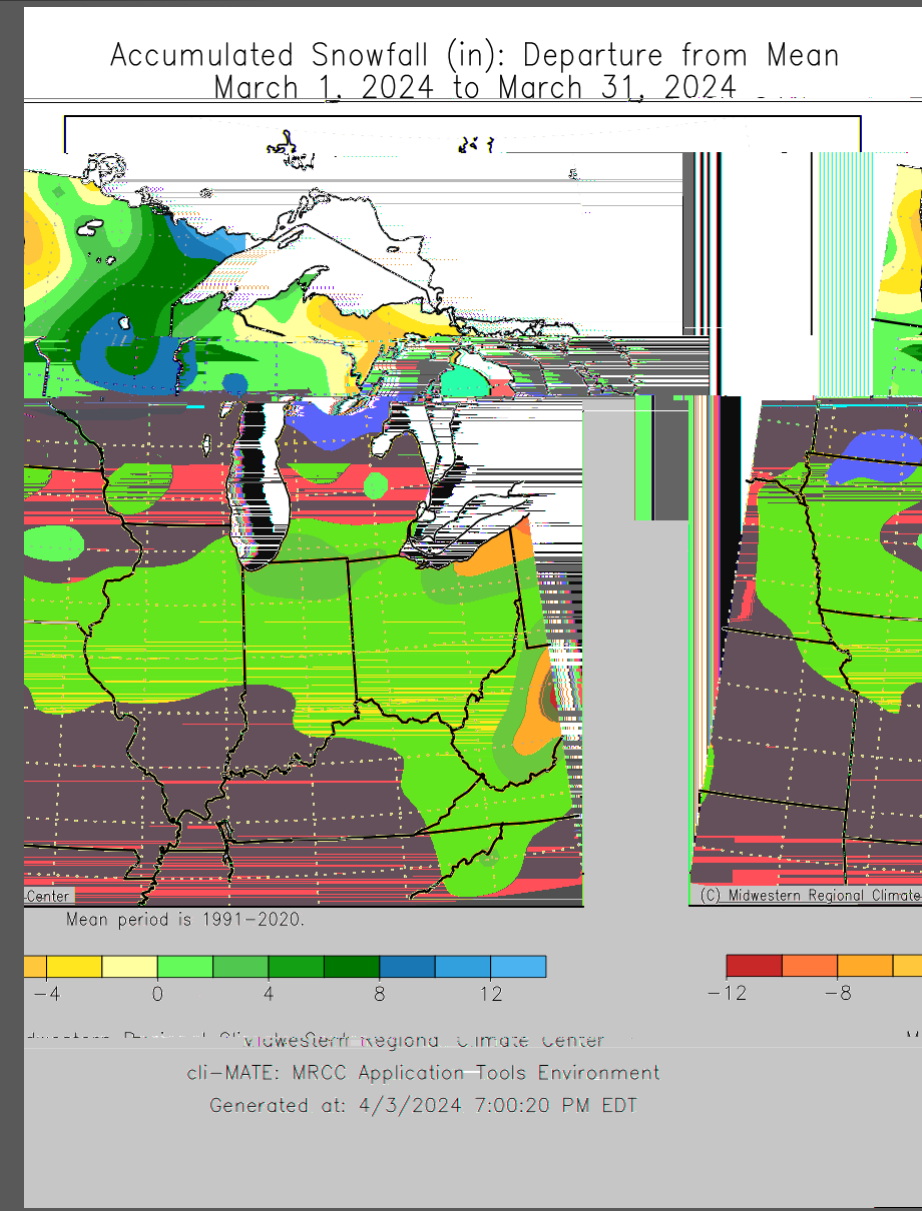 Accumulated Snowfall (in): Departure from Mean
March 1, 2024 to March 31, 2024
-Center
(C) Midwestern Regional Climate
Mean period is 1991-2020.
-4 0 4 8 12 -12 -8
Midwestern Regional Climate Center
cli-MATE: MRCC Application Tools Environment
Generated at: 4/3/2024 7:00:20 PM EDT